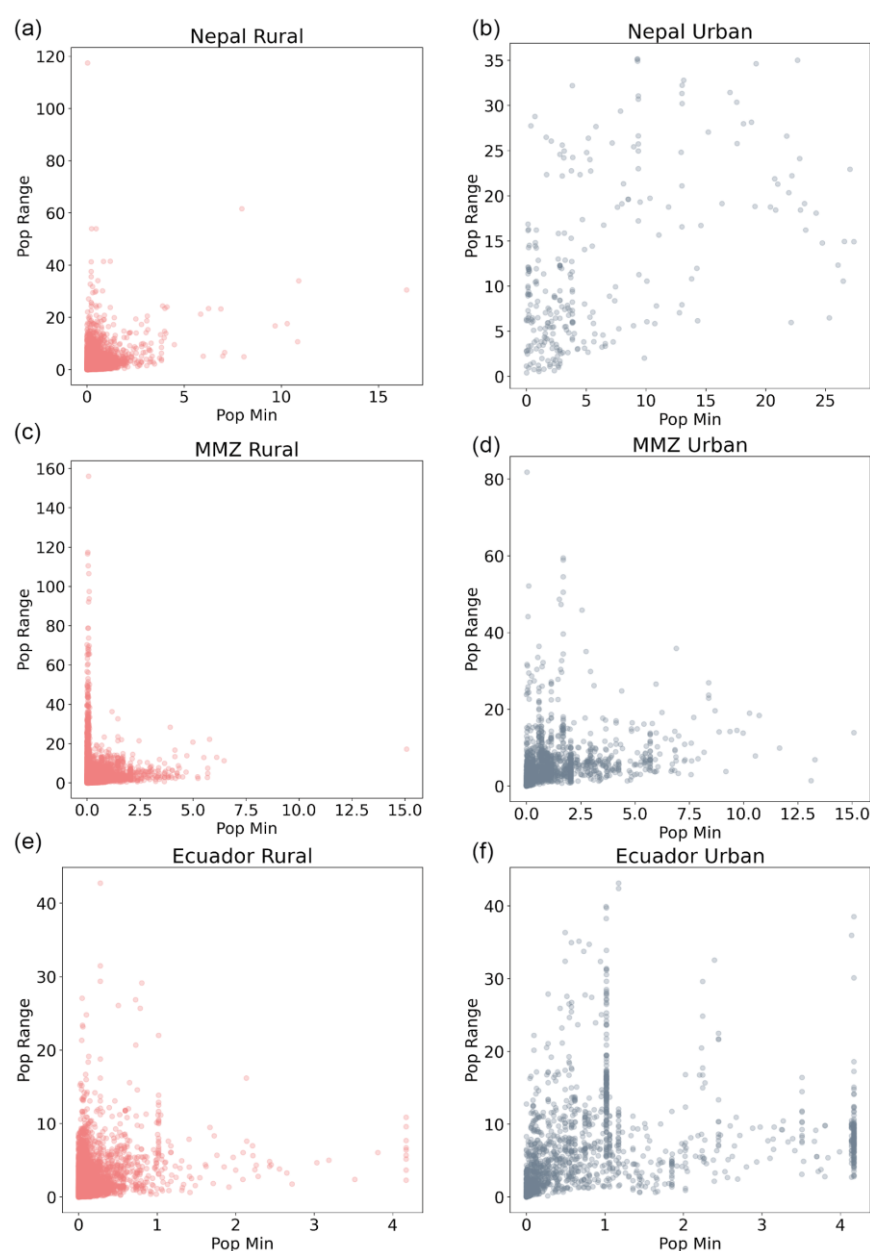 (a)
Nepal Rural
120
100
80
60
40
20
0
Pop Range
0 5 10 15
Pop Min
(b)
Nepal Urban
35
30
25
20
15
10
5
0
Pop Range
0 5 10 15 20 25
Pop Min
(c)
MMZ Rural
160
140
120
100
80
60
40
20
0
Pop Range
0.0 2.5 5.0 7.5 10.0 12.5 15.0
Pop Min
(d)
MMZ Urban
80
60
40
20
0
Pop Range
0.0 2.5 5.0 7.5 10.0 12.5 15.0
Pop Min
(e)
Ecuador Rural
40
30
20
10
0
Pop Range
0 1 2 3 4
Pop Min
(f)
Ecuador Urban
40
30
20
10
0
Pop Range
0 1 2 3 4
Pop Min